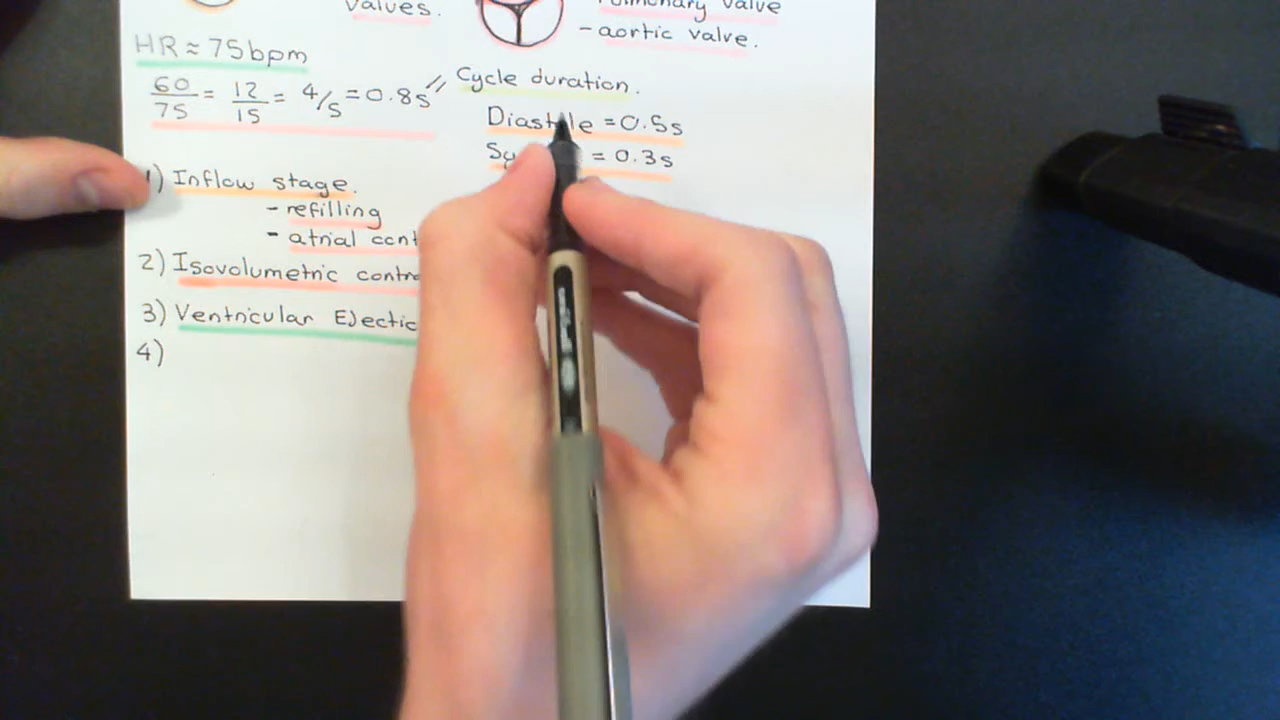 values.
Pulmonary valve
- aortic valve.
HR ≈ 75bpm
60/75 = 12/15 = 4/5 = 0.8s // Cycle duration.
Diastole = 0.5s
= 0.3s
1) Inflow stage.
- refilling
- atrial
2) Isovolumetric
3) Ventricular
4)